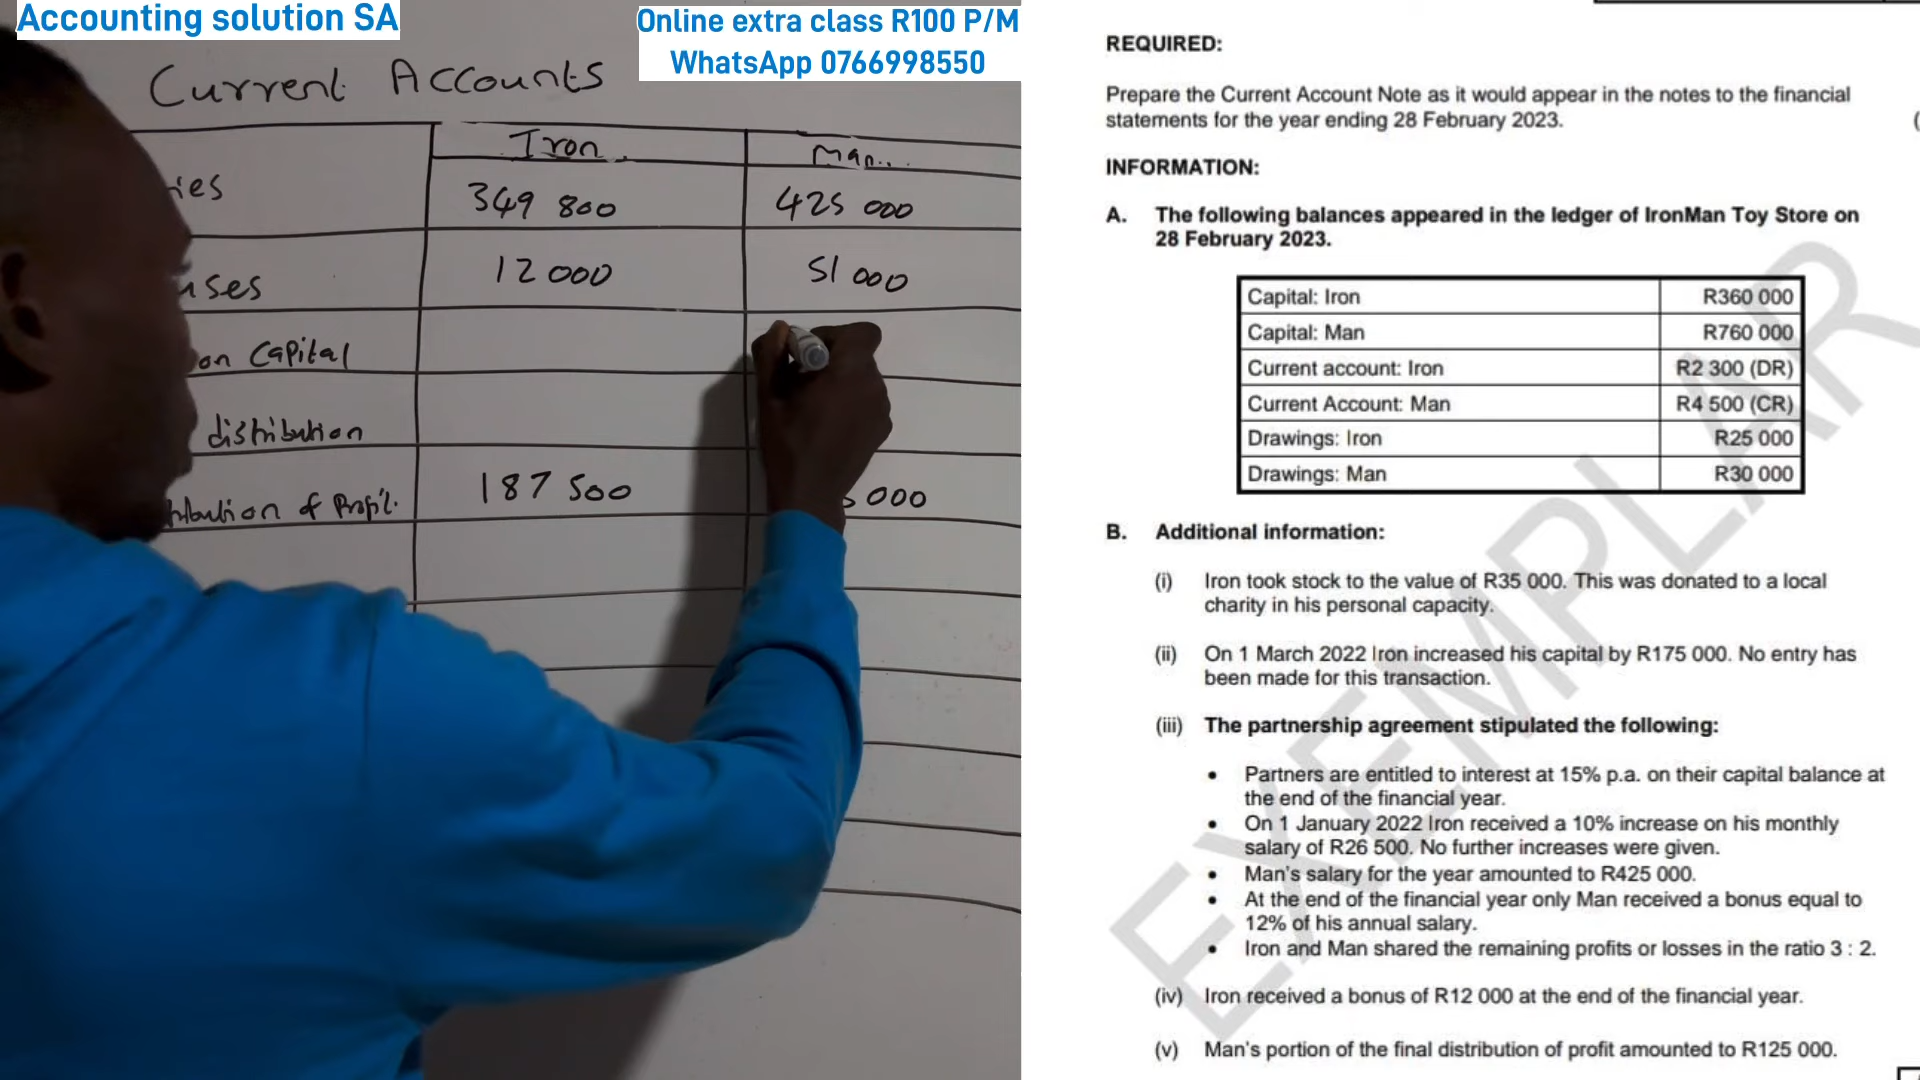 Accounting solution SA
Online extra class R100 P/M
WhatsApp 0766998550
Current Accounts
Iron
Man
ies
349 800
425 000
ses
12 000
51 000
on Capital
distribution
bution of Profit.
187 500
000
REQUIRED:
Prepare the Current Account Note as it would appear in the notes to the financial
statements for the year ending 28 February 2023.
(
INFORMATION:
A. The following balances appeared in the ledger of IronMan Toy Store on
28 February 2023.
Capital: Iron R360 000
Capital: Man R760 000
Current account: Iron R2 300 (DR)
Current Account: Man R4 500 (CR)
Drawings: Iron R25 000
Drawings: Man R30 000
B. Additional information:
(i) Iron took stock to the value of R35 000. This was donated to a local
charity in his personal capacity.
(ii) On 1 March 2022 Iron increased his capital by R175 000. No entry has
been made for this transaction.
(iii) The partnership agreement stipulated the following:
• Partners are entitled to interest at 15% p.a. on their capital balance at
the end of the financial year.
• On 1 January 2022 Iron received a 10% increase on his monthly
salary of R26 500. No further increases were given.
• Man's salary for the year amounted to R425 000.
• At the end of the financial year only Man received a bonus equal to
12% of his annual salary.
• Iron and Man shared the remaining profits or losses in the ratio 3 : 2.
(iv) Iron received a bonus of R12 000 at the end of the financial year.
(v) Man's portion of the final distribution of profit amounted to R125 000.
EXEMPLAR